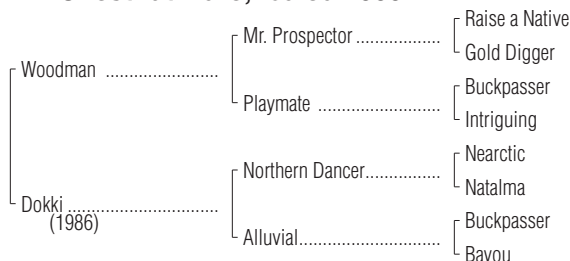 Raise a Native
Mr. Prospector ..................
Gold Digger
Woodman ........................
Buckpasser
Playmate ..........................
Intriguing
Nearctic
Northern Dancer................
Natalma
Dokki ................................
(1986)
Buckpasser
Alluvial..............................
Bayou